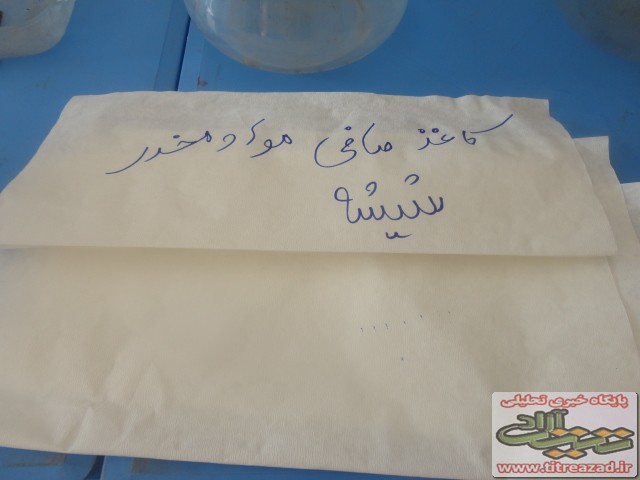 کاغذ صافی مواد مخدر
شیشه
پایگاه خبری تحلیلی
تیتر آزاد
www.titreazad.ir